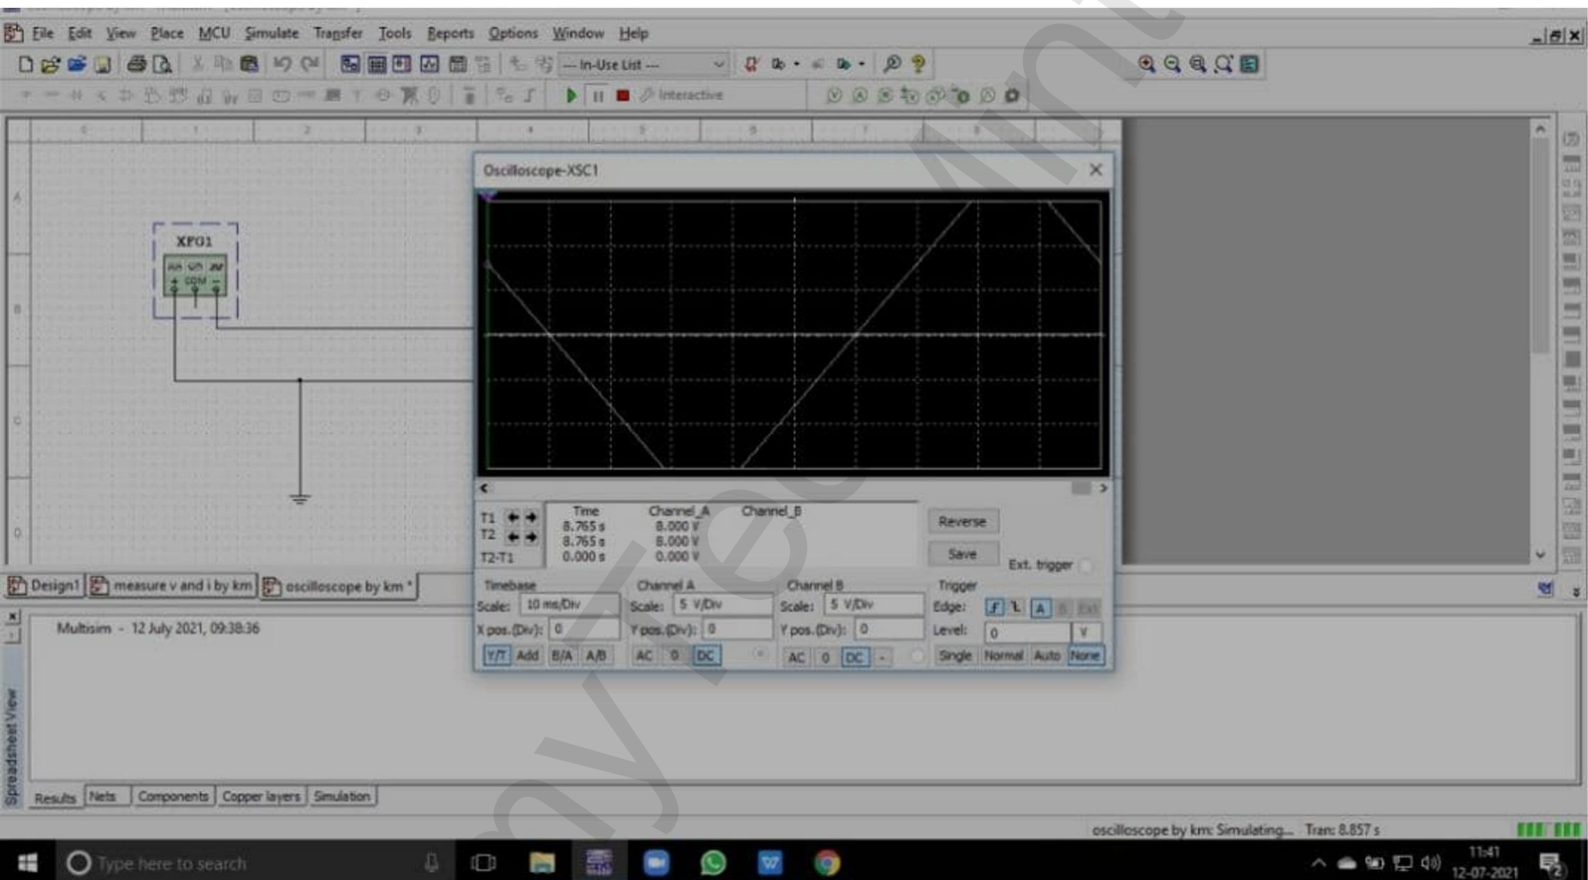 File Edit View Place MCU Simulate Transfer Tools Reports Options Window Help
--- In-Use List ---
Interactive
Oscilloscope-XSC1
XFG1
COM
A
B
C
D
Time Channel_A Channel_B
T1 8.765 s 8.000 V
T2 8.765 s 8.000 V
T2-T1 0.000 s 0.000 V
Reverse
Save
Ext. trigger
Timebase Channel A Channel B Trigger
Scale: 10 ms/Div Scale: 5 V/Div Scale: 5 V/Div Edge: A B Ext
X pos.(Div): 0 Y pos.(Div): 0 Y pos.(Div): 0 Level: 0 V
Y/T Add B/A A/B AC 0 DC AC 0 DC - Single Normal Auto None
Design1 measure v and i by km oscilloscope by km *
Multisim - 12 July 2021, 09:38:36
Spreadsheet View
Results Nets Components Copper layers Simulation
oscilloscope by km: Simulating... Tran: 8.857 s
Type here to search
11:41
12-07-2021
2